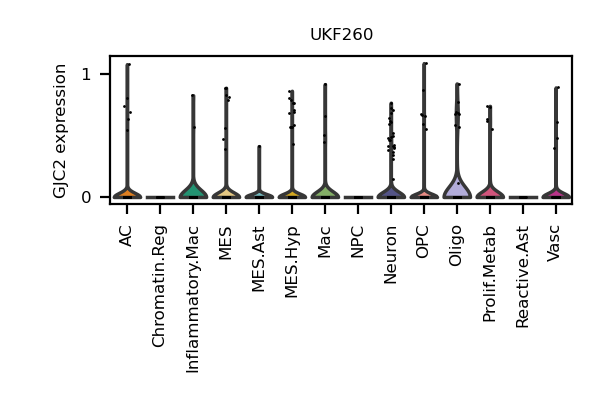 UKF260
GJC2 expression
1
0
AC
Chromatin.Reg
Inflammatory.Mac
MES
MES.Ast
MES.Hyp
Mac
NPC
Neuron
OPC
Oligo
Prolif.Metab
Reactive.Ast
Vasc